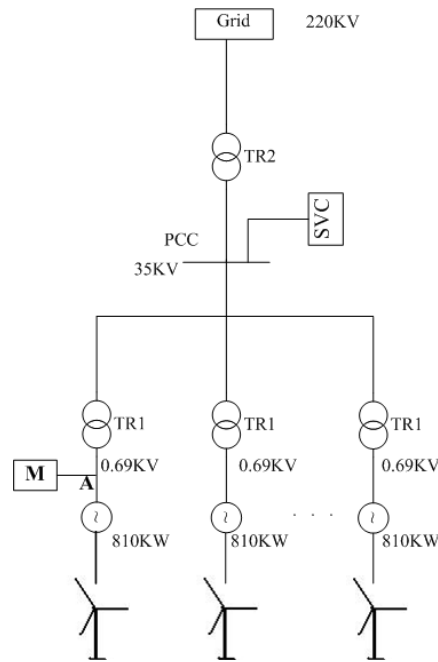 Grid 220KV
TR2
SVC
PCC
35KV
TR1 TR1 TR1
0.69KV 0.69KV 0.69KV
M
A
~ ~ . . . ~
810KW 810KW 810KW